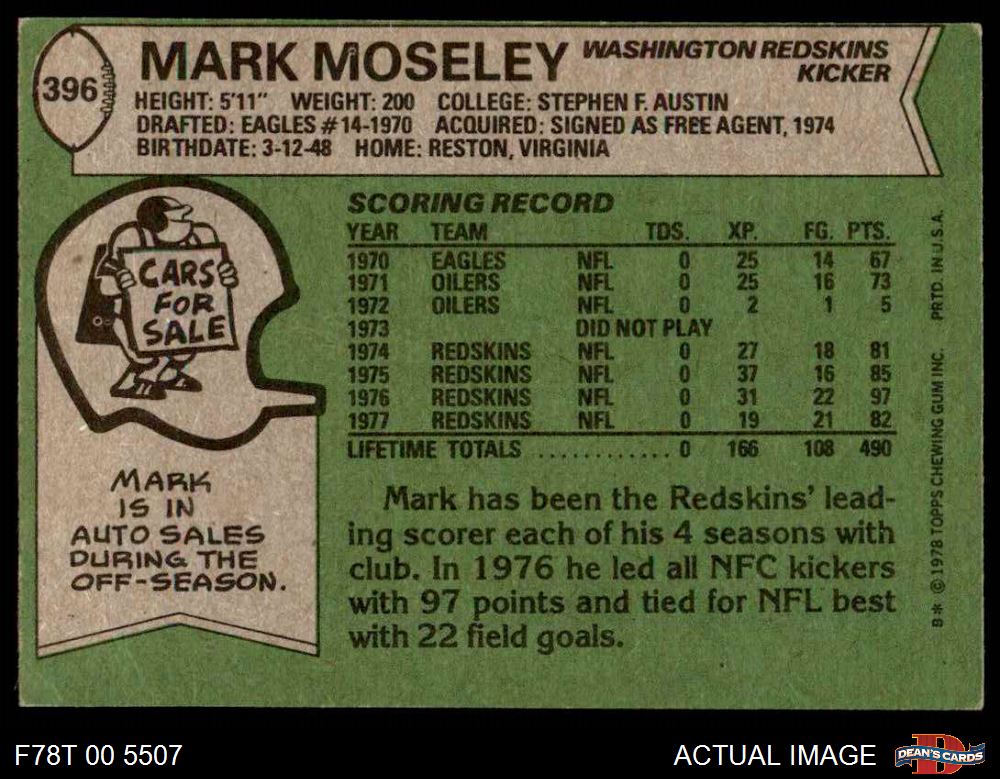 396
MARK MOSELEY
WASHINGTON REDSKINS
KICKER
HEIGHT: 5'11" WEIGHT: 200 COLLEGE: STEPHEN F. AUSTIN
DRAFTED: EAGLES #14-1970 ACQUIRED: SIGNED AS FREE AGENT, 1974
BIRTHDATE: 3-12-48 HOME: RESTON, VIRGINIA
CARS
FOR
SALE
MARK
IS IN
AUTO SALES
DURING THE
OFF-SEASON.
SCORING RECORD
YEAR TEAM TDS. XP. FG. PTS.
1970 EAGLES NFL 0 25 14 67
1971 OILERS NFL 0 25 16 73
1972 OILERS NFL 0 2 1 5
1973 DID NOT PLAY
1974 REDSKINS NFL 0 27 18 81
1975 REDSKINS NFL 0 37 16 85
1976 REDSKINS NFL 0 31 22 97
1977 REDSKINS NFL 0 19 21 82
LIFETIME TOTALS ............ 0 166 108 490
Mark has been the Redskins' lead-
ing scorer each of his 4 seasons with
club. In 1976 he led all NFC kickers
with 97 points and tied for NFL best
with 22 field goals.
B* © 1978 TOPPS CHEWING GUM INC. PRTD. IN U.S.A.
F78T 00 5507
ACTUAL IMAGE
D
DEAN'S CARDS